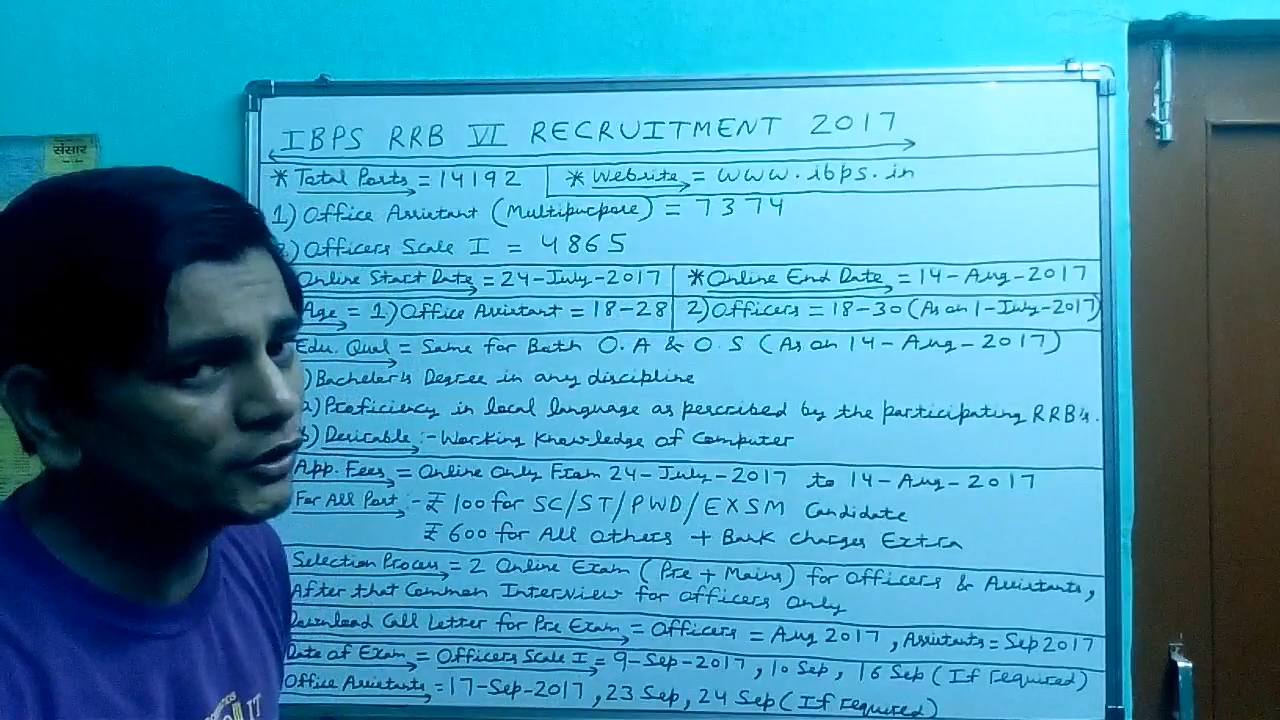 संसार
IBPS RRB VI RECRUITMENT 2017
* Total Posts = 14192 * Website = www.ibps.in
1) Office Assistant (Multipurpose) = 7374
2) Officers Scale I = 4865
Online Start Date = 24-July-2017 * Online End Date = 14-Aug-2017
Age = 1) Office Assistant = 18-28 2) Officers = 18-30 (As on 1-July-2017)
Edu. Qual = Same for Both O.A & O.S (As on 14-Aug-2017)
) Bachelor's Degree in any discipline
a) Proficiency in local language as perscribed by the participating RRB's.
b) Desirable :- Working Knowledge of Computer
App. Fees = Online Only From 24-July-2017 to 14-Aug-2017
For All Post :- ₹ 100 for SC/ST/PWD/EXSM Candidate
₹ 600 for All Others + Bank Charges Extra
Selection Process = 2 Online Exam (Pre + Mains) for Officers & Assistants,
After that Common Interview for Officers Only
Download Call Letter for Pre Exam = Officers = Aug 2017, Assistants = Sep 2017
Date of Exam = Officers Scale I = 9-Sep-2017, 10 Sep, 16 Sep (If required)
Office Assistants = 17-Sep-2017, 23 Sep, 24 Sep (If required)